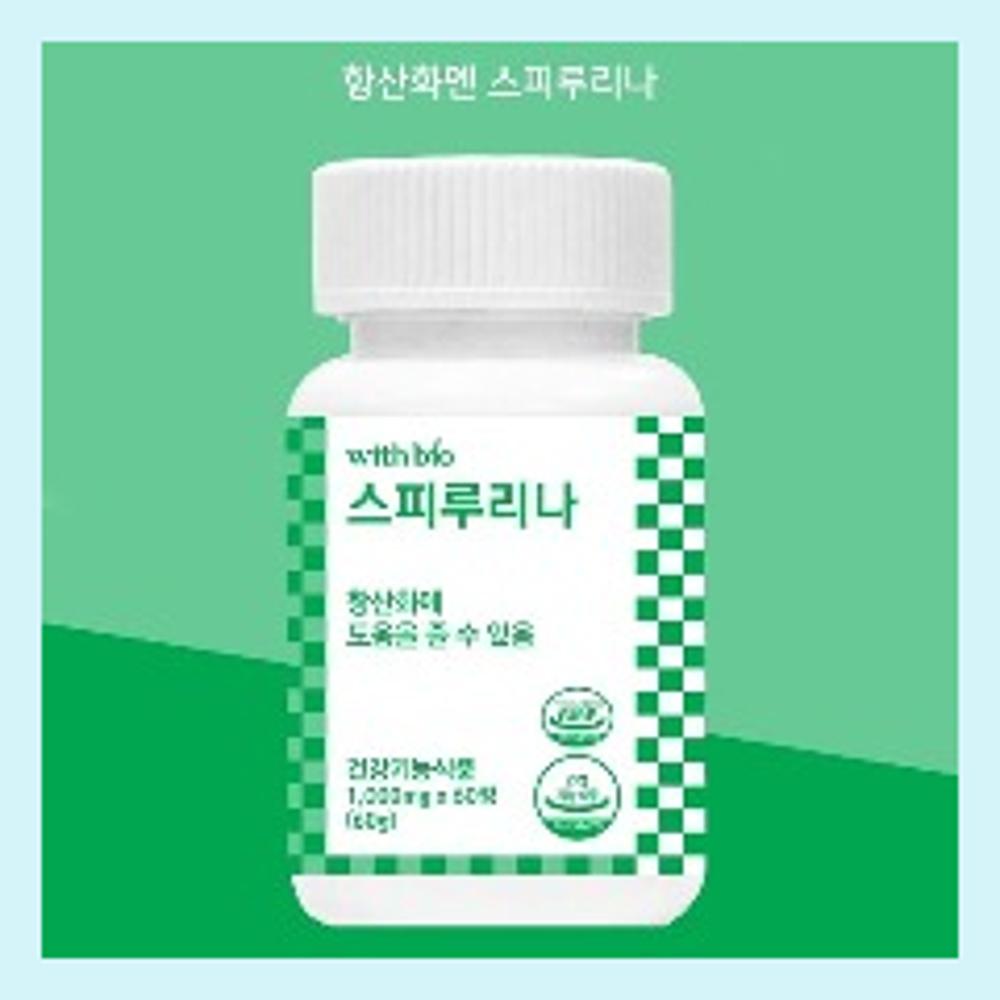 항산화엔 스피루리나
with bio
스피루리나
항산화에
도움을 줄 수 있음
건강기능식품
1,000mg x 60정
(60g)